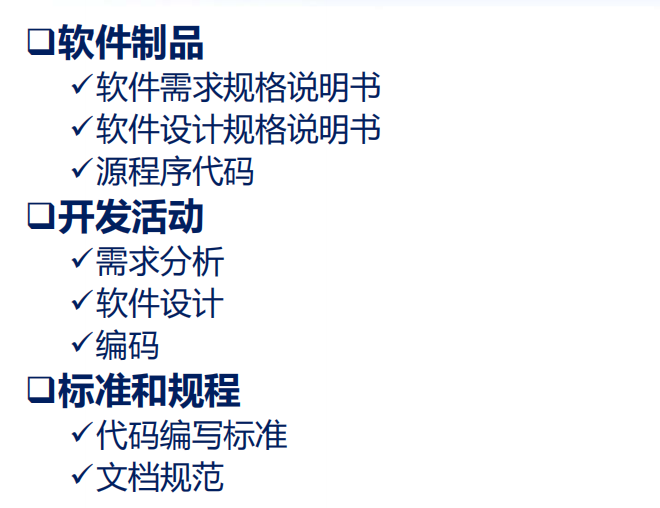 ❑软件制品
✓软件需求规格说明书
✓软件设计规格说明书
✓源程序代码
❑开发活动
✓需求分析
✓软件设计
✓编码
❑标准和规程
✓代码编写标准
✓文档规范